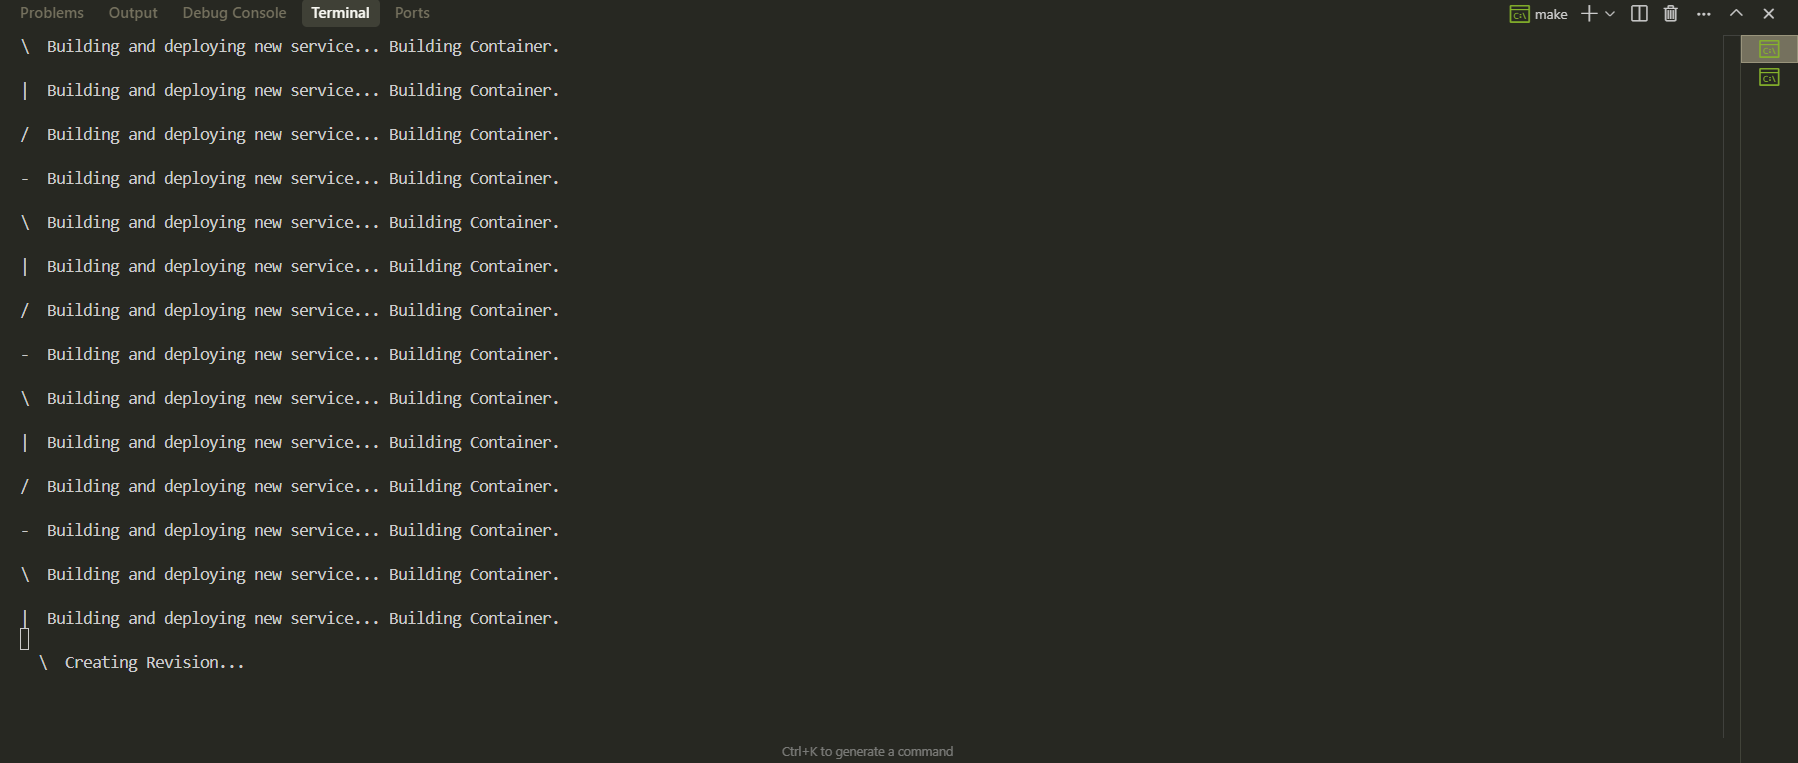 Problems Output Debug Console Terminal Ports make
\ Building and deploying new service... Building Container.
| Building and deploying new service... Building Container.
/ Building and deploying new service... Building Container.
- Building and deploying new service... Building Container.
\ Building and deploying new service... Building Container.
| Building and deploying new service... Building Container.
/ Building and deploying new service... Building Container.
- Building and deploying new service... Building Container.
\ Building and deploying new service... Building Container.
| Building and deploying new service... Building Container.
/ Building and deploying new service... Building Container.
- Building and deploying new service... Building Container.
\ Building and deploying new service... Building Container.
| Building and deploying new service... Building Container.
\ Creating Revision...
Ctrl+K to generate a command